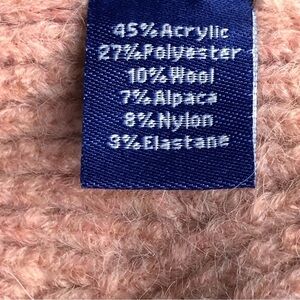 45%Acrylic
27%Polyester
10%Wool
7%Alpaca
8%Nylon
3%Elastane